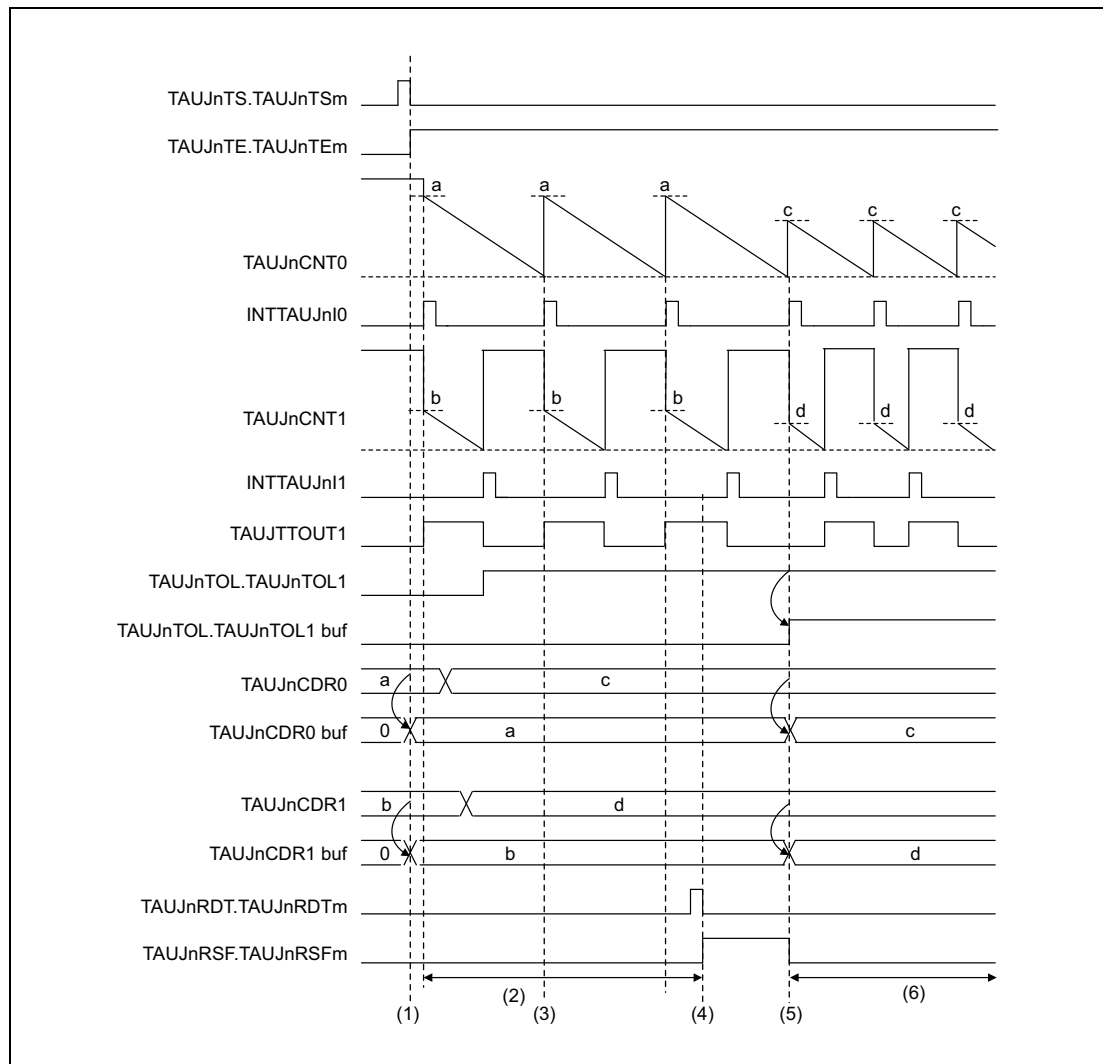 TAUJnTS.TAUJnTSm
TAUJnTE.TAUJnTEm
a a a
c c c
TAUJnCNT0
INTTAUJnI0
b b b
d d d
TAUJnCNT1
INTTAUJnI1
TAUJTTOUT1
TAUJnTOL.TAUJnTOL1
TAUJnTOL.TAUJnTOL1 buf
TAUJnCDR0 a c
TAUJnCDR0 buf 0 a c
TAUJnCDR1 b d
TAUJnCDR1 buf 0 b d
TAUJnRDT.TAUJnRDTm
TAUJnRSF.TAUJnRSFm
(2) (6)
(1) (3) (4) (5)